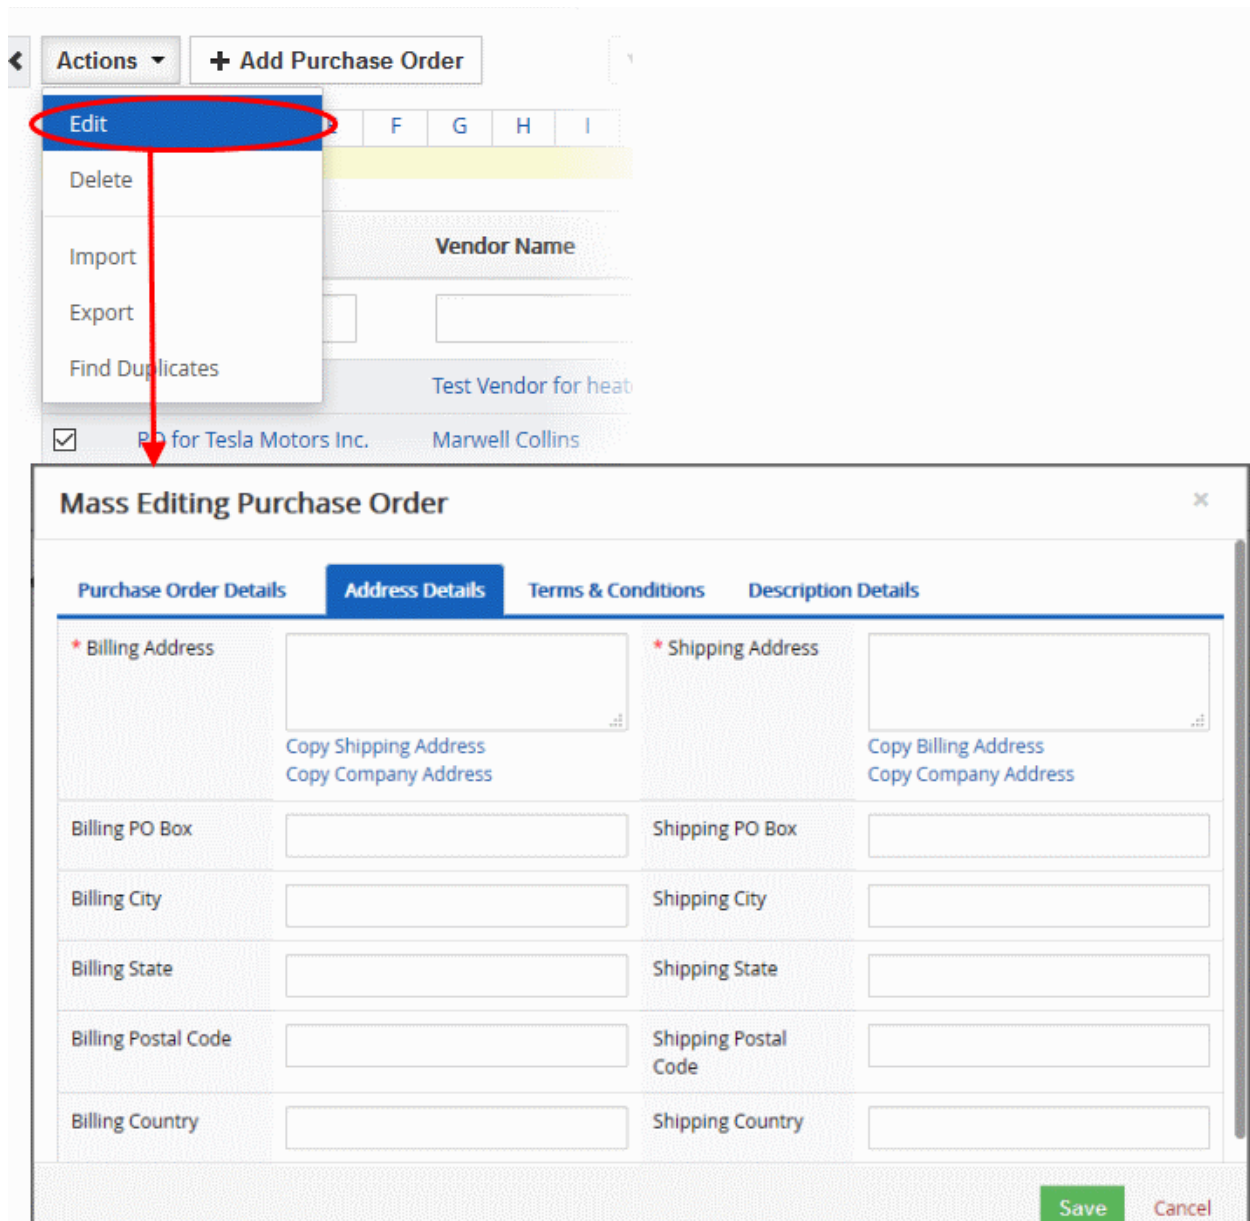 Actions + Add Purchase Order
Edit F G H I
Delete
Vendor Name
Import
Export
Find Duplicates
Test Vendor for heat
PO for Tesla Motors Inc. Marwell Collins
Mass Editing Purchase Order ×
Purchase Order Details Address Details Terms & Conditions Description Details
* Billing Address * Shipping Address
Copy Shipping Address Copy Billing Address
Copy Company Address Copy Company Address
Billing PO Box Shipping PO Box
Billing City Shipping City
Billing State Shipping State
Billing Postal Code Shipping Postal
Code
Billing Country Shipping Country
Save Cancel